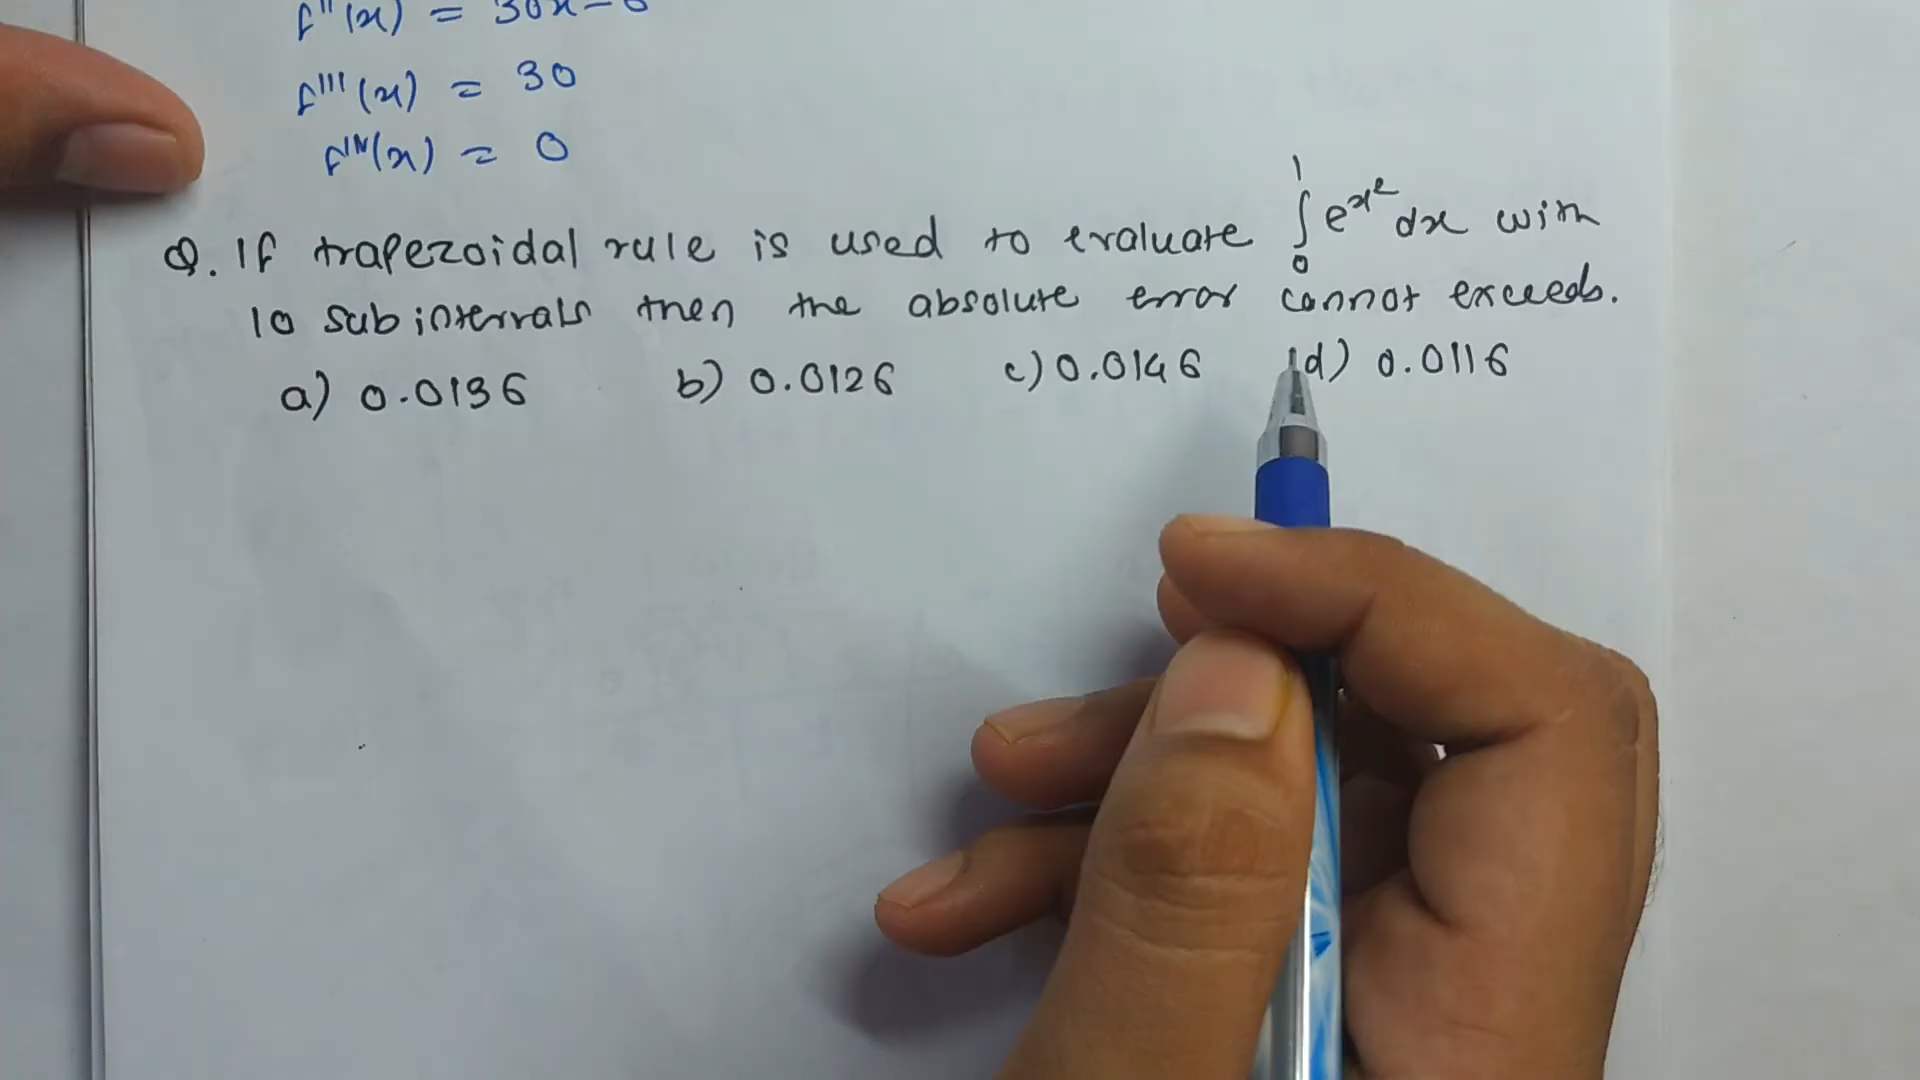 f''(x) = 30x-6
f'''(x) = 30
f^IV(x) = 0
Q. If trapezoidal rule is used to evaluate ∫₀¹ e^{x²} dx with
10 subintervals then the absolute error cannot exceeds.
a) 0.0136 b) 0.0126 c) 0.0146 d) 0.0116